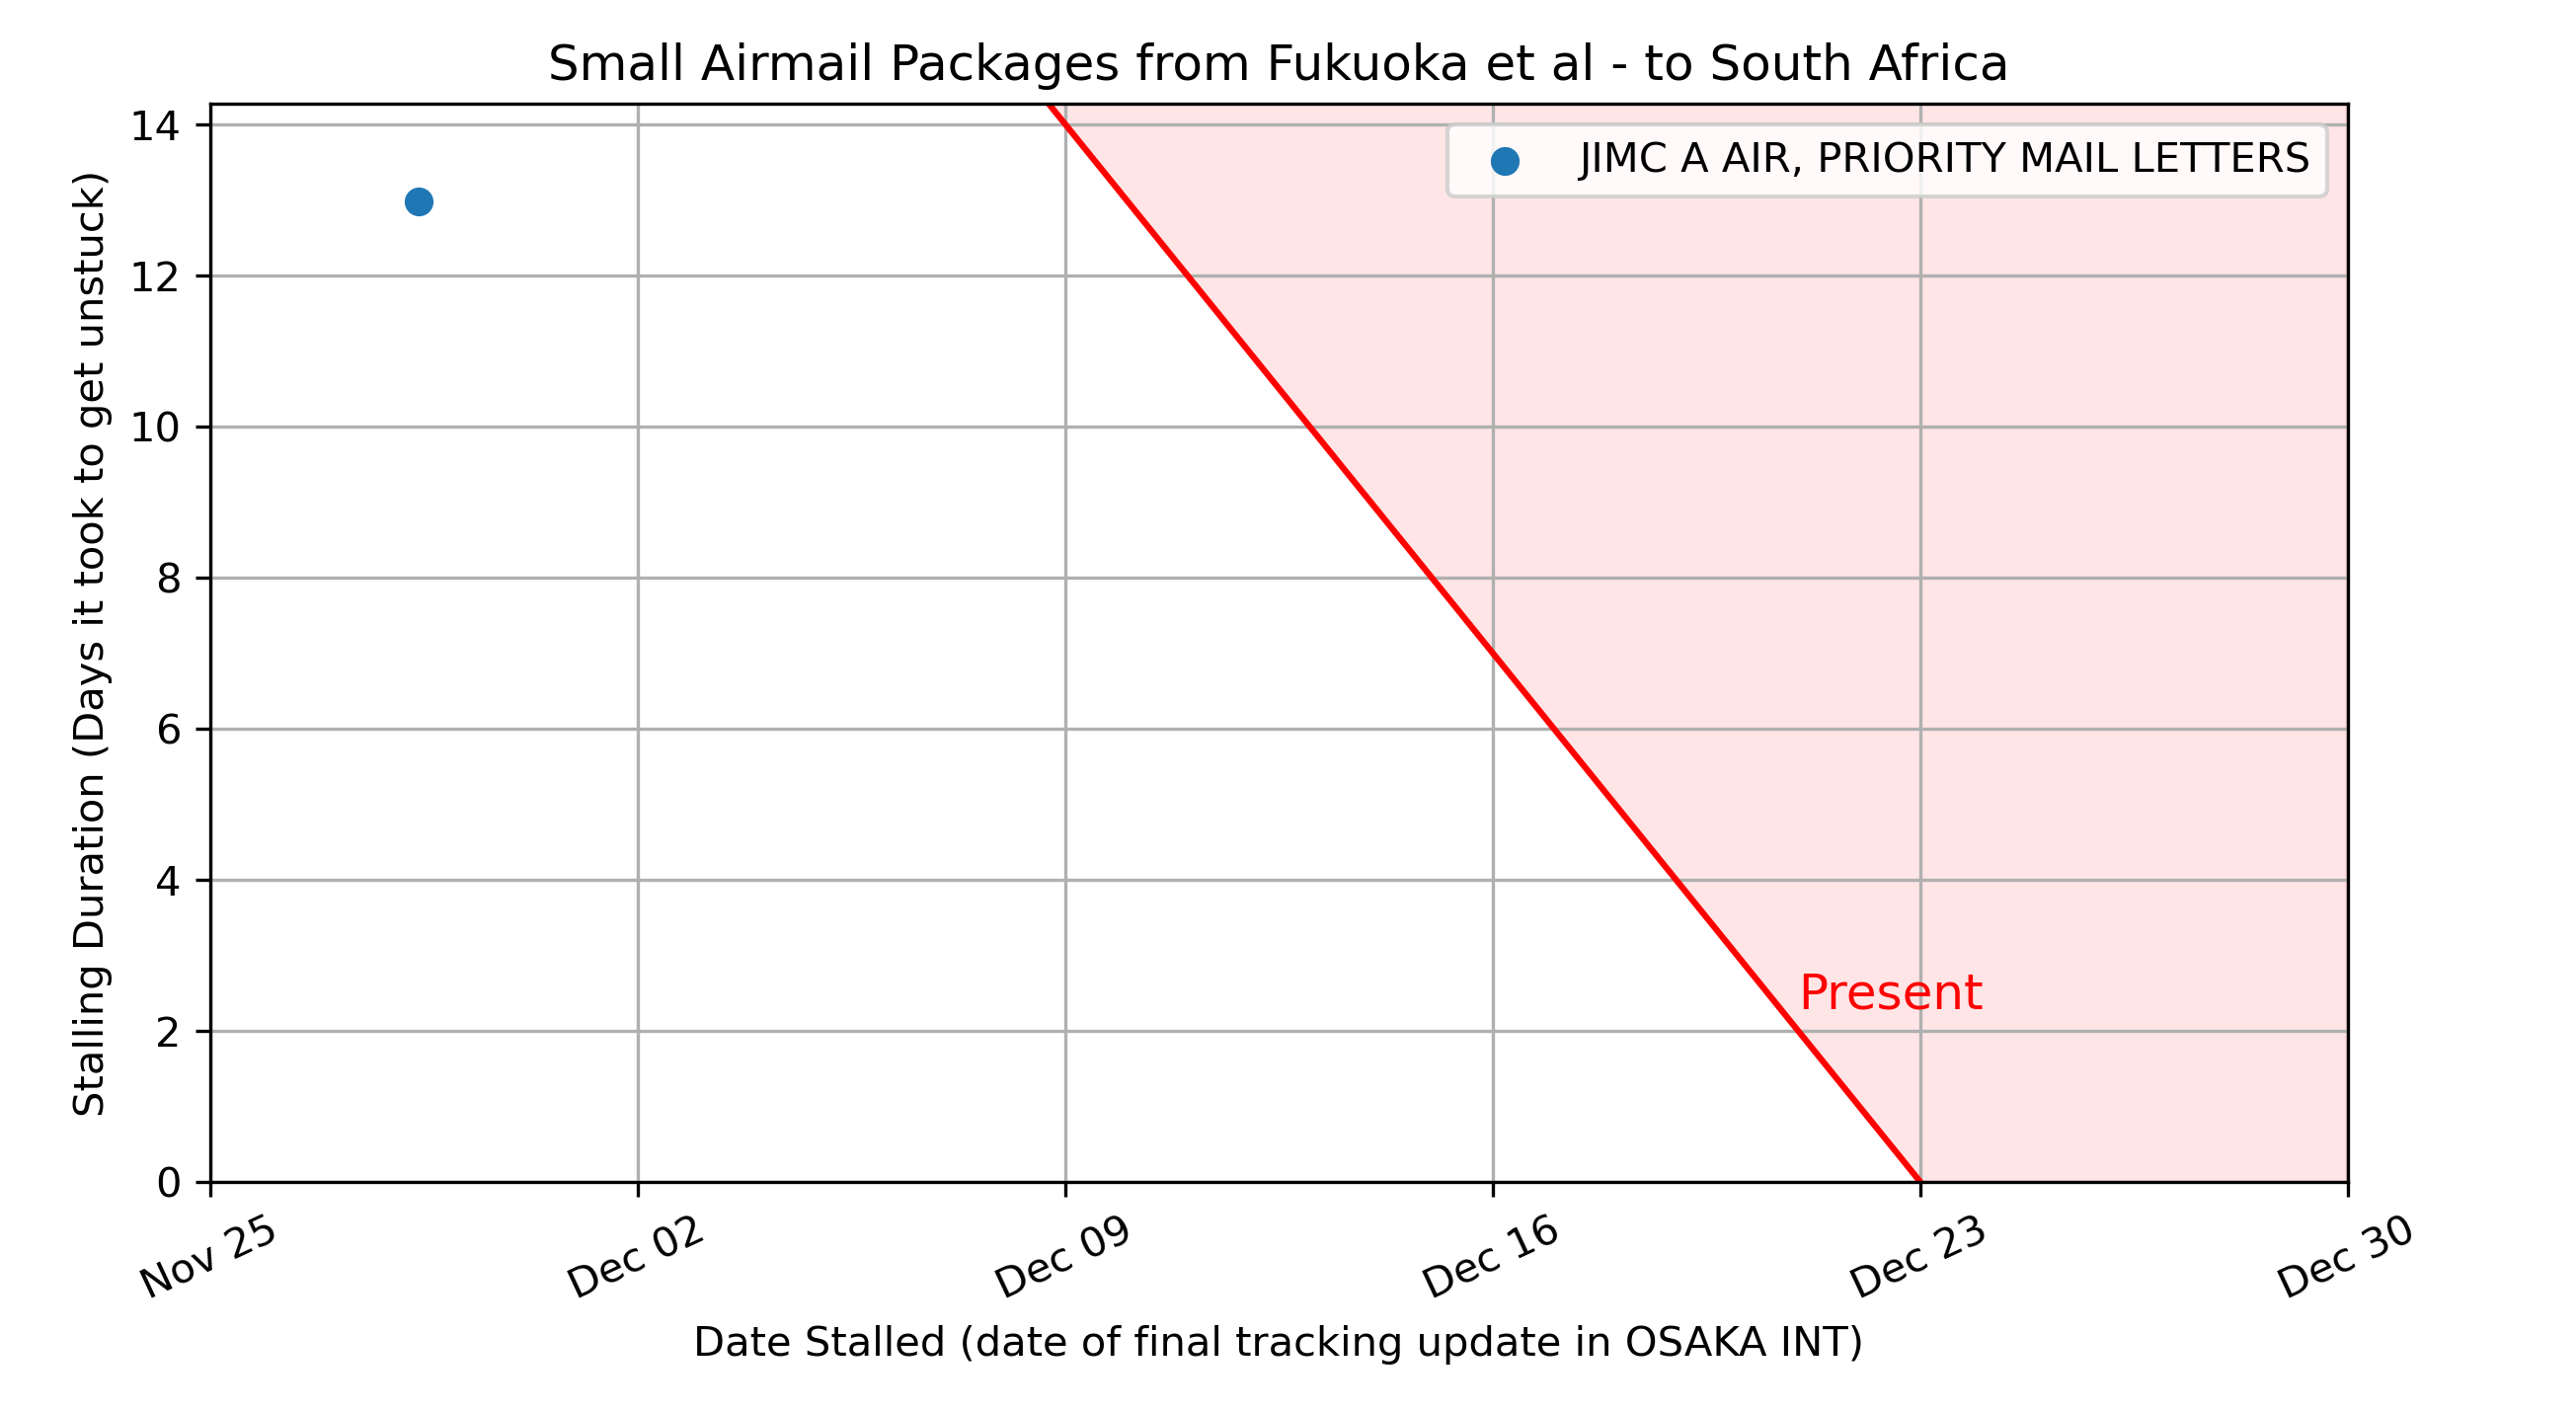 Small Airmail Packages from Fukuoka et al - to South Africa
JIMC A AIR, PRIORITY MAIL LETTERS
Stalling Duration (Days it took to get unstuck)
14
12
10
8
6
4
2
0
Present
Nov 25
Dec 02
Dec 09
Dec 16
Dec 23
Dec 30
Date Stalled (date of final tracking update in OSAKA INT)